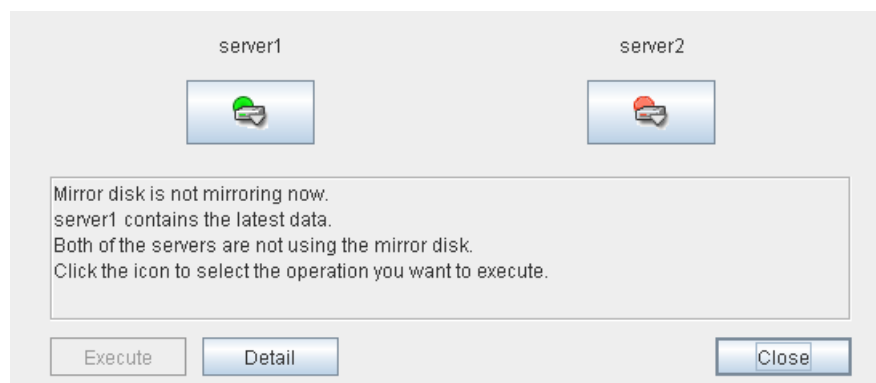 server1
server2
Mirror disk is not mirroring now.
server1 contains the latest data.
Both of the servers are not using the mirror disk.
Click the icon to select the operation you want to execute.
Execute
Detail
Close